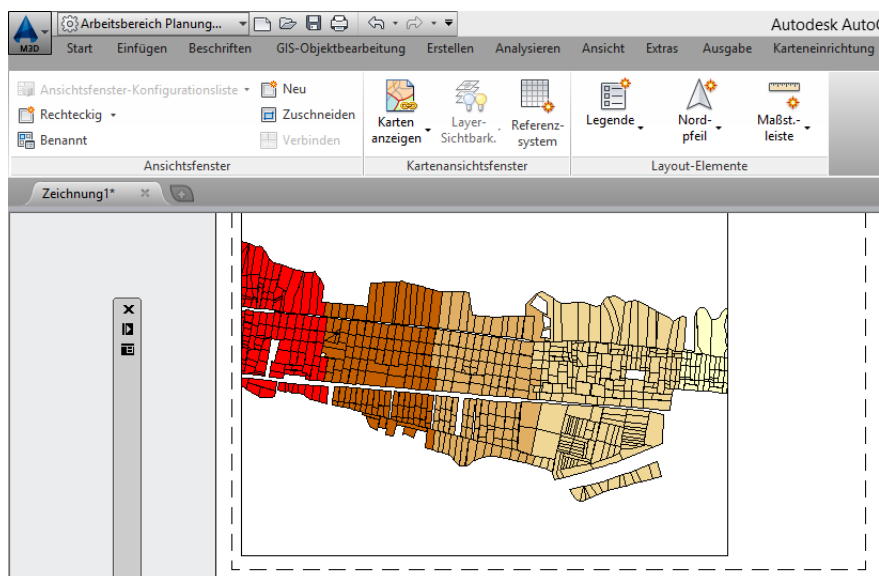 Arbeitsbereich Planung...
Autodesk Auto
M3D
Start Einfügen Beschriften GIS-Objektbearbeitung Erstellen Analysieren Ansicht Extras Ausgabe Karteneinrichtung
Ansichtsfenster-Konfigurationsliste
Rechteckig
Benannt
Neu
Zuschneiden
Verbinden
Ansichtsfenster
Karten
anzeigen
Layer-
Sichtbark.
Referenz-
system
Kartenansichtsfenster
Legende
Nord-
pfeil
Maßst.-
leiste
Layout-Elemente
Zeichnung1*